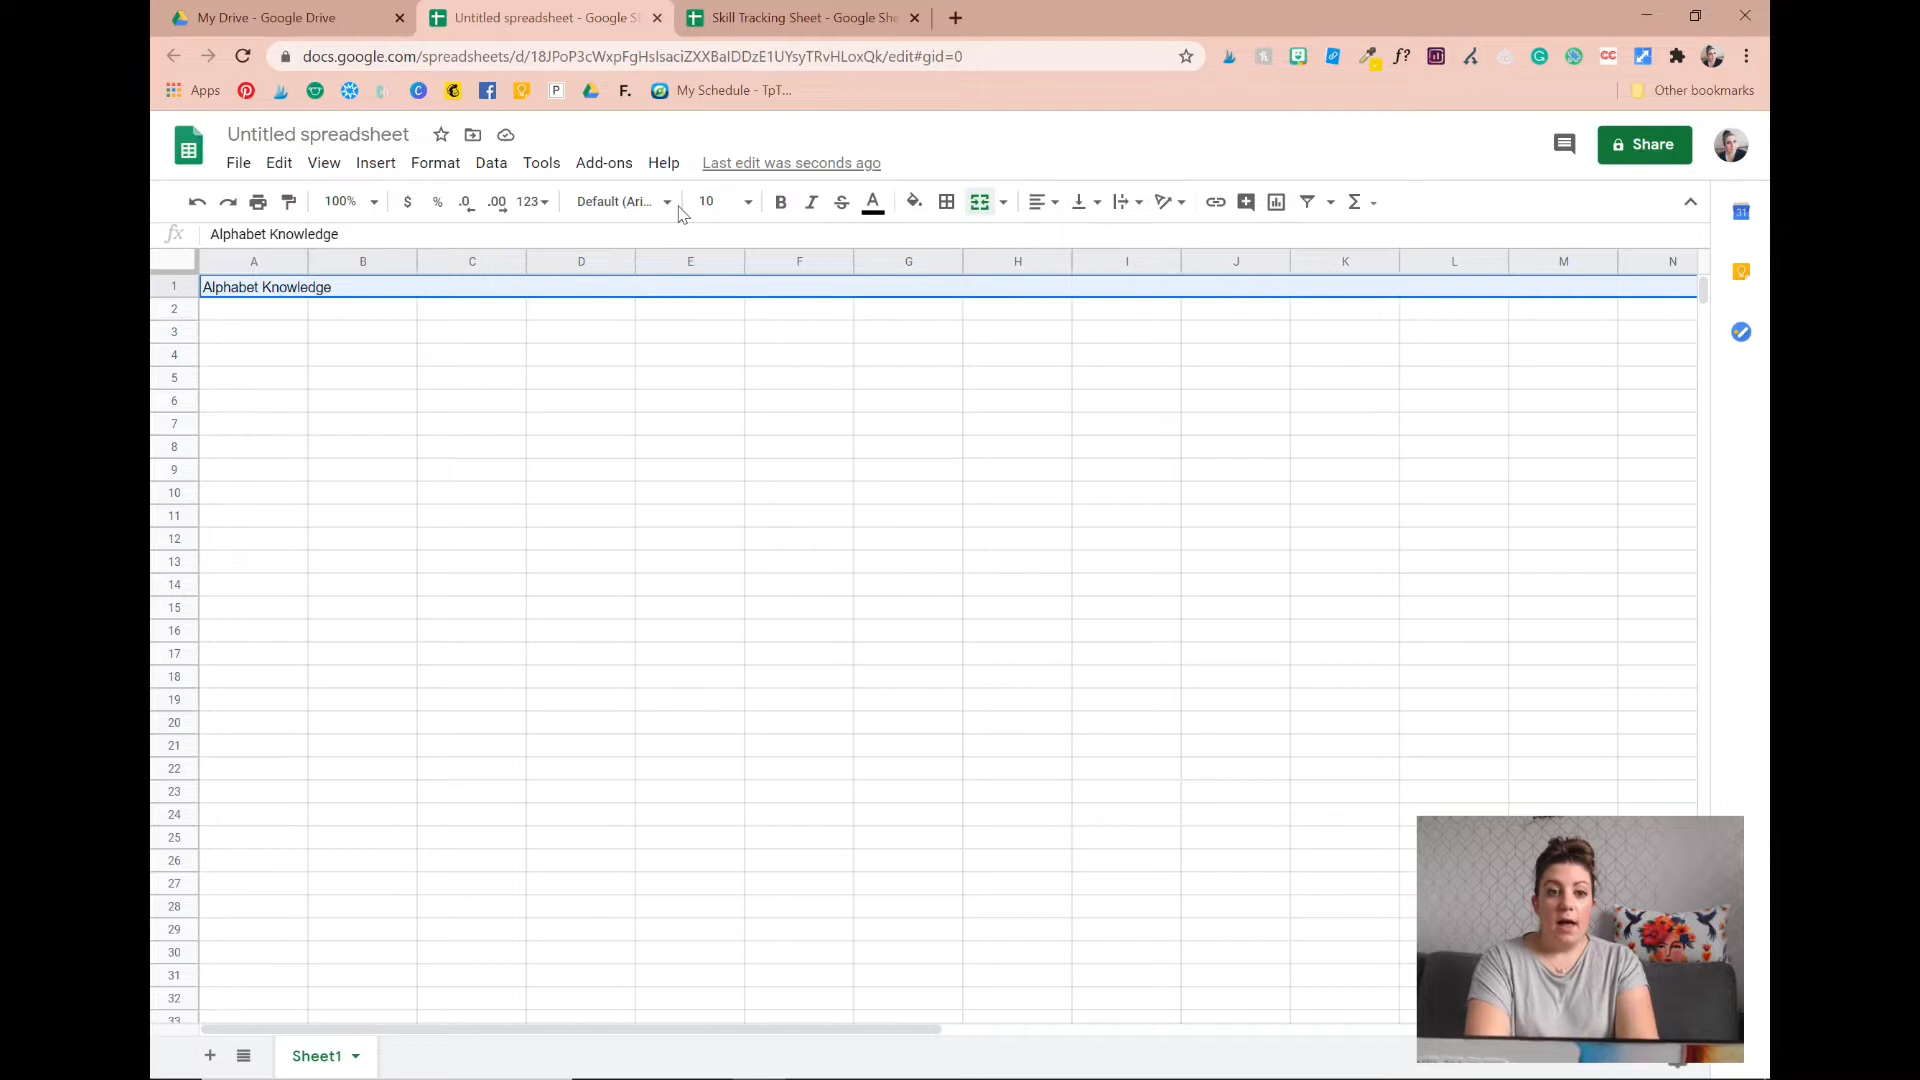 My Drive - Google Drive
Untitled spreadsheet - Google S
Skill Tracking Sheet - Google She
docs.google.com/spreadsheets/d/18JPoP3cWxpFgHsIsaciZXXBaIDDzE1UYsyTRvHLoxQk/edit#gid=0
Apps
My Schedule - TpT...
Other bookmarks
Untitled spreadsheet
File Edit View Insert Format Data Tools Add-ons Help Last edit was seconds ago
Share
100% $ % .0 .00 123 Default (Ari... 10 B I S A
fx Alphabet Knowledge
A B C D E F G H I J K L M N
1 Alphabet Knowledge
2
3
4
5
6
7
8
9
10
11
12
13
14
15
16
17
18
19
20
21
22
23
24
25
26
27
28
29
30
31
32
33
Sheet1